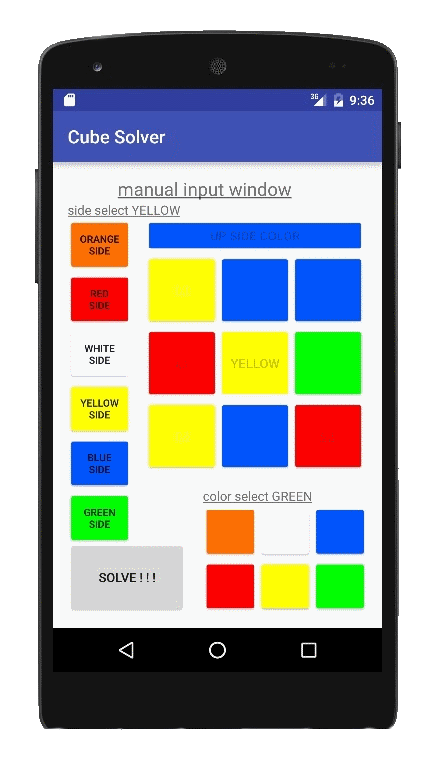 3G 9:36
Cube Solver
manual input window
side select YELLOW
ORANGE
SIDE
UP SIDE COLOR
RED
SIDE
WHITE
SIDE
YELLOW
YELLOW
SIDE
BLUE
SIDE
color select GREEN
GREEN
SIDE
SOLVE ! ! !